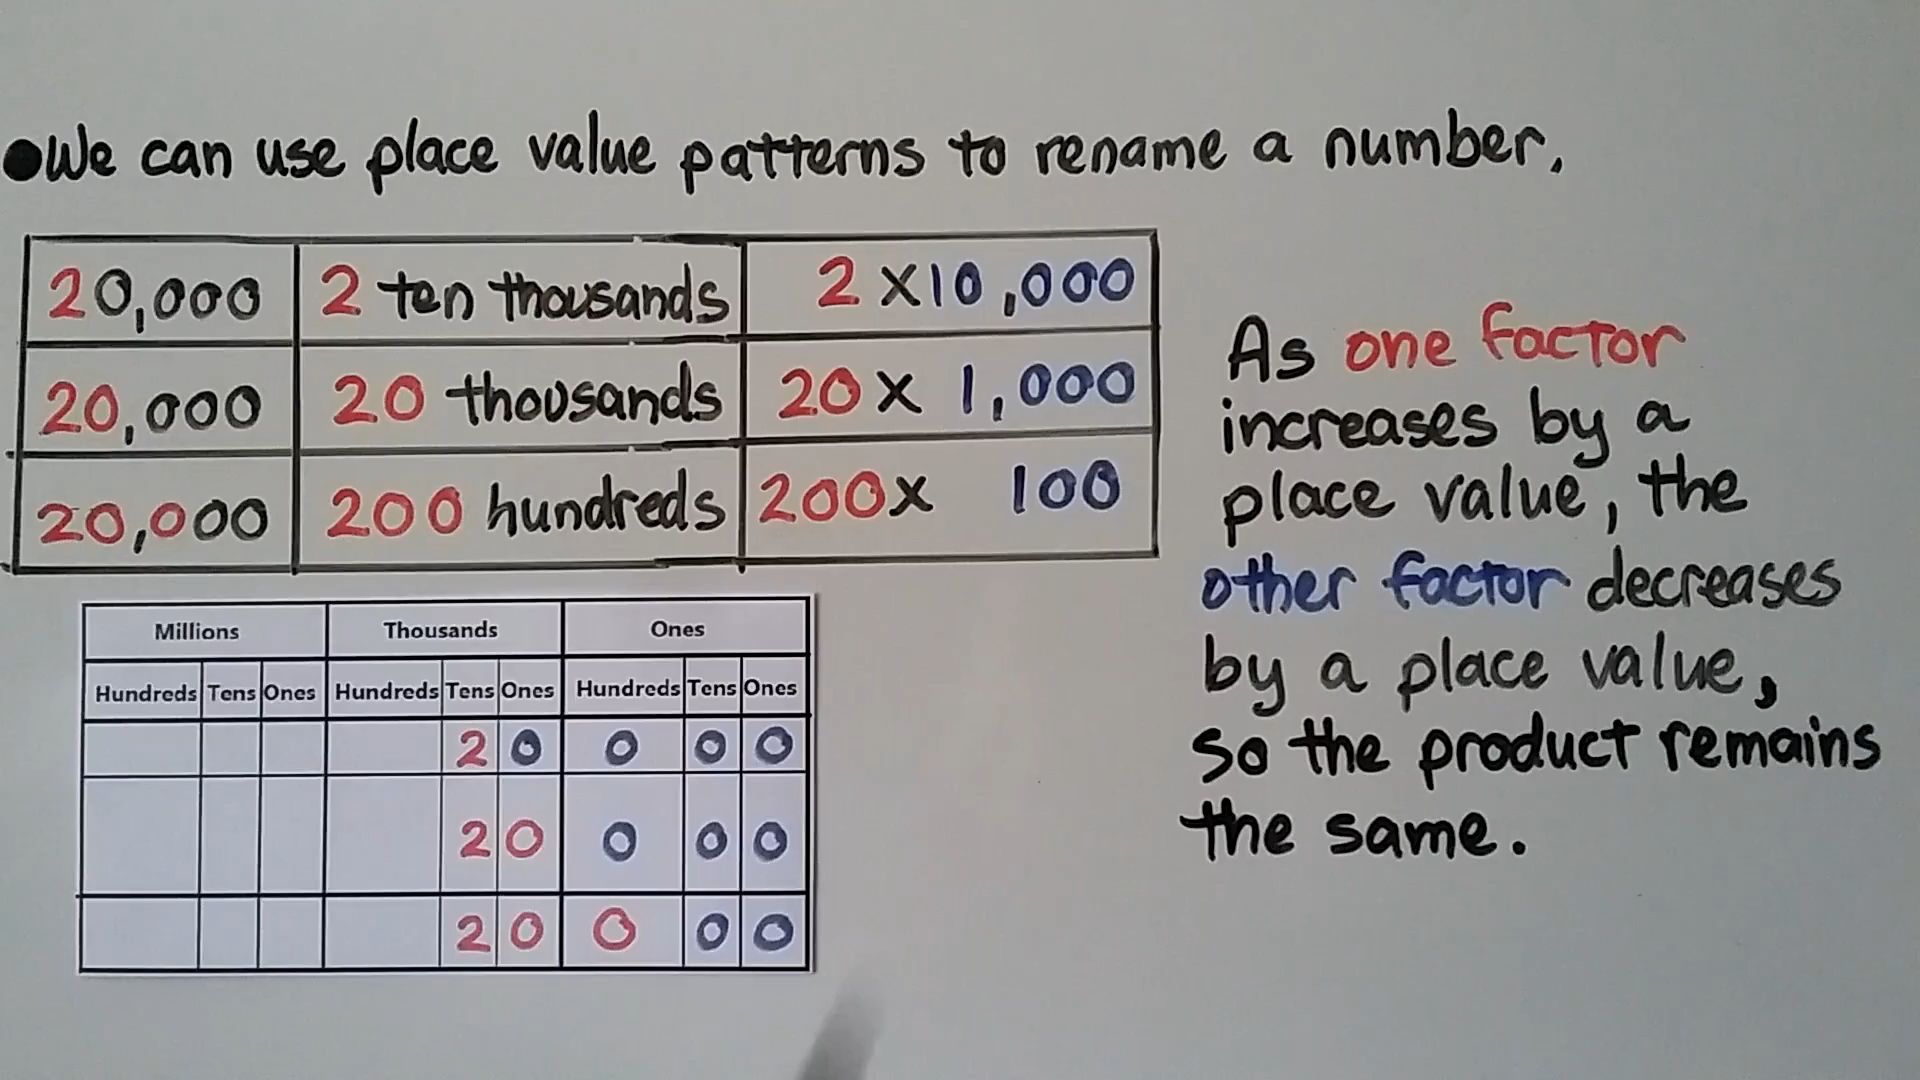 We can use place value patterns to rename a number.
20,000 2 ten thousands 2 x 10,000
20,000 20 thousands 20 x 1,000
20,000 200 hundreds 200 x 100
As one factor
increases by a
place value, the
other factor decreases
by a place value,
so the product remains
the same.
Millions Thousands Ones
Hundreds Tens Ones Hundreds Tens Ones Hundreds Tens Ones
2 0 0 0 0
2 0 0 0 0
2 0 0 0 0